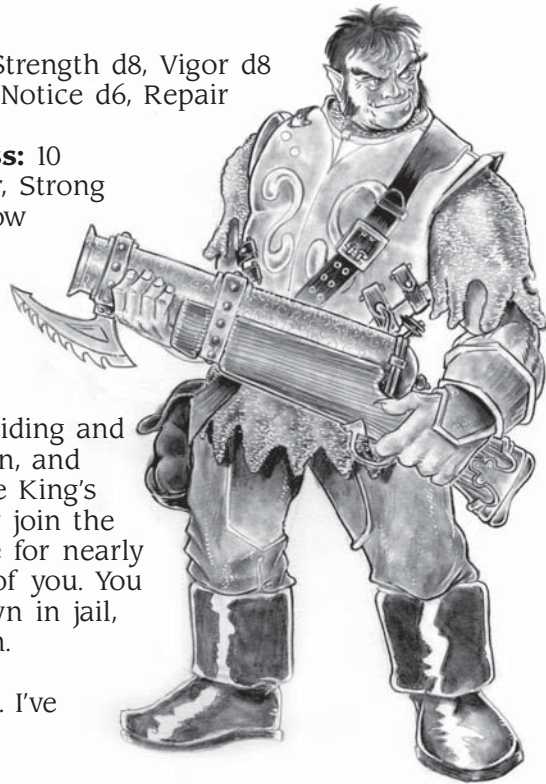 Strength d8, Vigor d8
Notice d6, Repair
ss: 10
r, Strong
ow
iding and
n, and
e King's
join the
e for nearly
of you. You
wn in jail,
n.
. I've